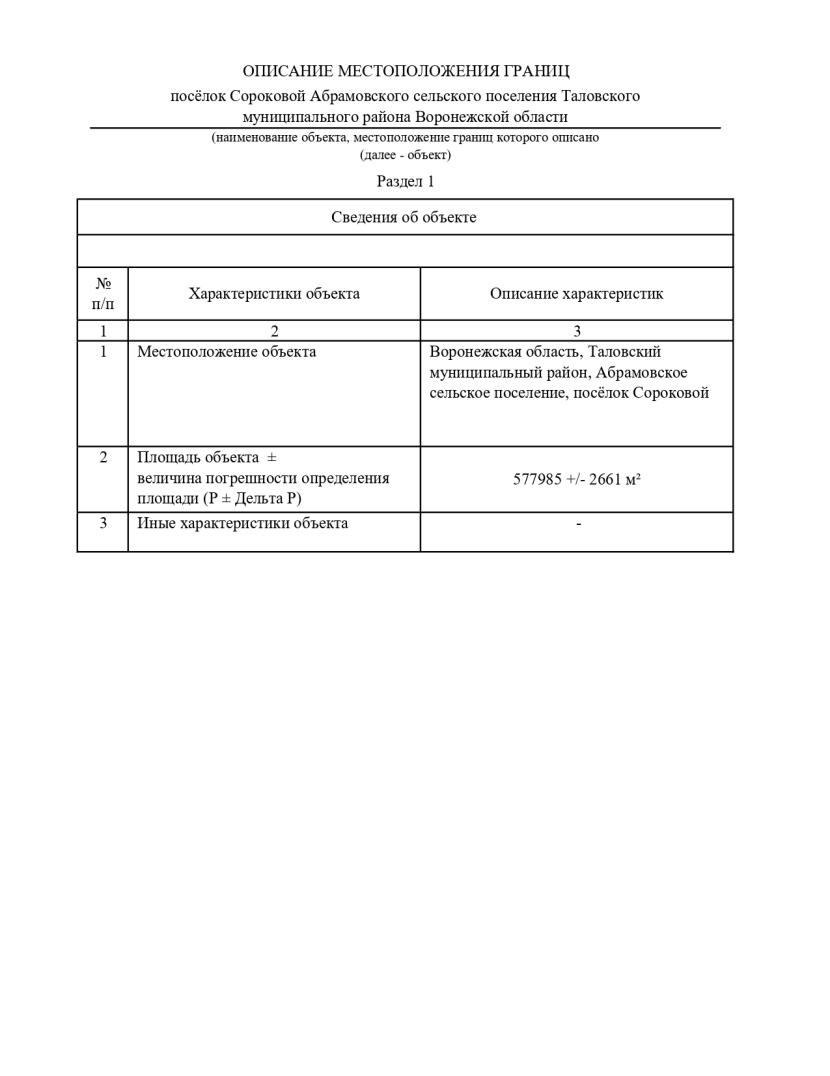 ОПИСАНИЕ МЕСТОПОЛОЖЕНИЯ ГРАНИЦ
посёлок Сороковой Абрамовского сельского поселения Таловского
муниципального района Воронежской области
(наименование объекта, местоположение границ которого описано
(далее - объект)
Раздел 1
Сведения об объекте
№
п/п
Характеристики объекта
Описание характеристик
1
2
3
1
Местоположение объекта
Воронежская область, Таловский
муниципальный район, Абрамовское
сельское поселение, посёлок Сороковой
2
Площадь объекта ±
величина погрешности определения
площади (Р ± Дельта Р)
577985 +/- 2661 м²
3
Иные характеристики объекта
-